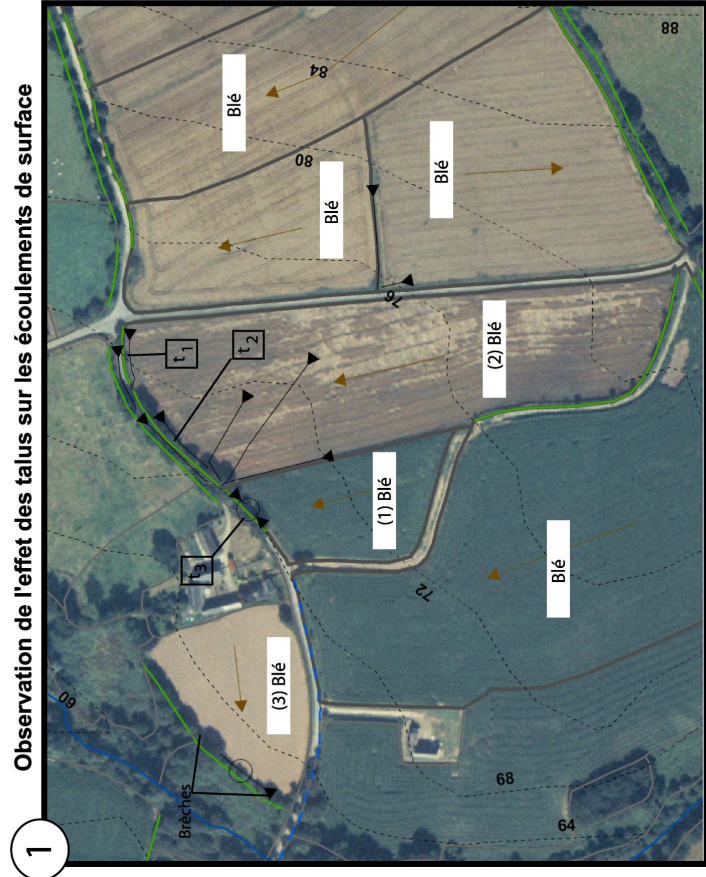 1
Observation de l'effet des talus sur les écoulements de surface
60
Brèches
(3) Blé
64
68
t3
t2
t1
72
(1) Blé
(2) Blé
Blé
76
Blé
80
Blé
84
Blé
Blé
88